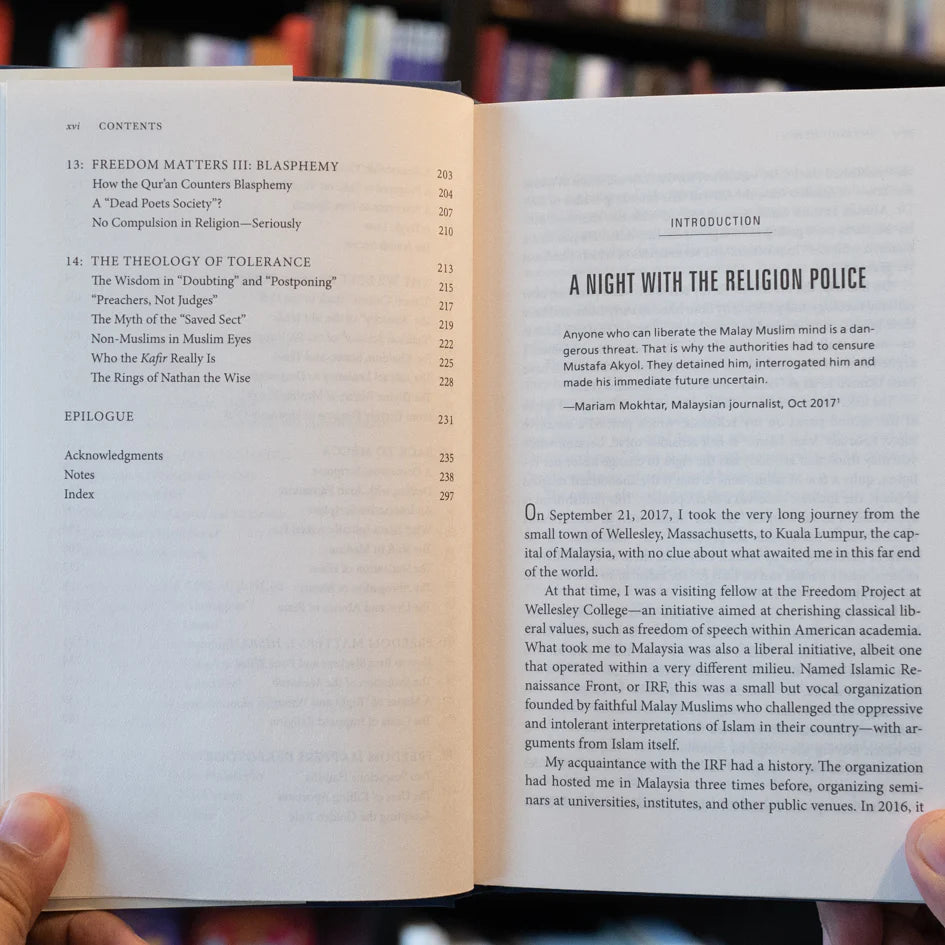 xvi CONTENTS
13: FREEDOM MATTERS III: BLASPHEMY 203
How the Qur'an Counters Blasphemy 204
A “Dead Poets Society”? 207
No Compulsion in Religion—Seriously 210
14: THE THEOLOGY OF TOLERANCE 213
The Wisdom in “Doubting” and “Postponing” 215
“Preachers, Not Judges” 217
The Myth of the “Saved Sect” 219
Non-Muslims in Muslim Eyes 222
Who the Kafir Really Is 225
The Rings of Nathan the Wise 228
EPILOGUE 231
Acknowledgments 235
Notes 238
Index 297
INTRODUCTION
A NIGHT WITH THE RELIGION POLICE
Anyone who can liberate the Malay Muslim mind is a dan-
gerous threat. That is why the authorities had to censure
Mustafa Akyol. They detained him, interrogated him and
made his immediate future uncertain.
—Mariam Mokhtar, Malaysian journalist, Oct 2017¹
On September 21, 2017, I took the very long journey from the
small town of Wellesley, Massachusetts, to Kuala Lumpur, the cap-
ital of Malaysia, with no clue about what awaited me in this far end
of the world.
At that time, I was a visiting fellow at the Freedom Project at
Wellesley College—an initiative aimed at cherishing classical lib-
eral values, such as freedom of speech within American academia.
What took me to Malaysia was also a liberal initiative, albeit one
that operated within a very different milieu. Named Islamic Re-
naissance Front, or IRF, this was a small but vocal organization
founded by faithful Malay Muslims who challenged the oppressive
and intolerant interpretations of Islam in their country—with ar-
guments from Islam itself.
My acquaintance with the IRF had a history. The organization
had hosted me in Malaysia three times before, organizing semi-
nars at universities, institutes, and other public venues. In 2016, it